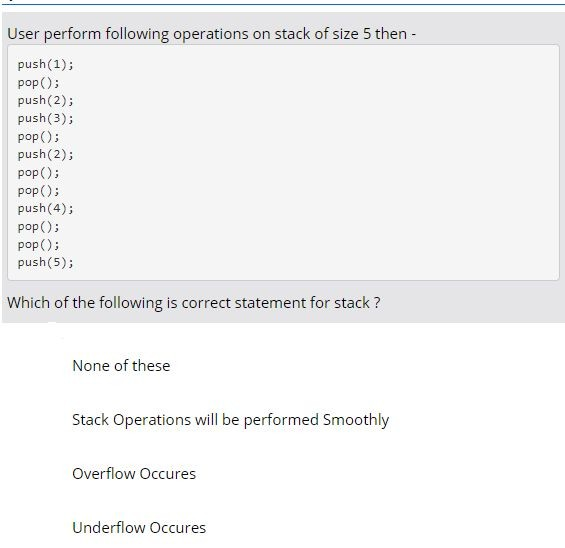 User perform following operations on stack of size 5 then -
push(1);
pop();
push(2);
push(3);
pop();
push(2);
pop();
pop();
push(4);
pop();
pop();
push(5);
Which of the following is correct statement for stack ?
None of these
Stack Operations will be performed Smoothly
Overflow Occures
Underflow Occures